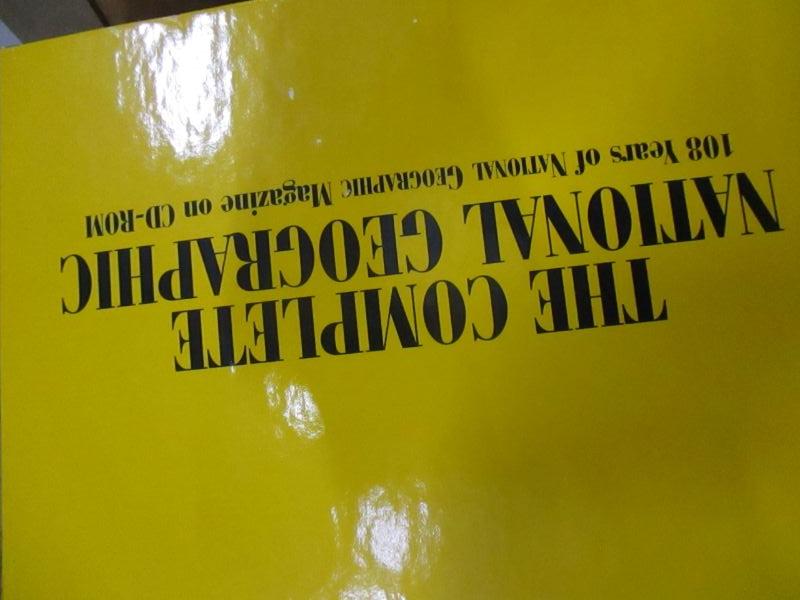 THE COMPLETE
NATIONAL GEOGRAPHIC
108 Years of NATIONAL GEOGRAPHIC Magazine on CD-ROM